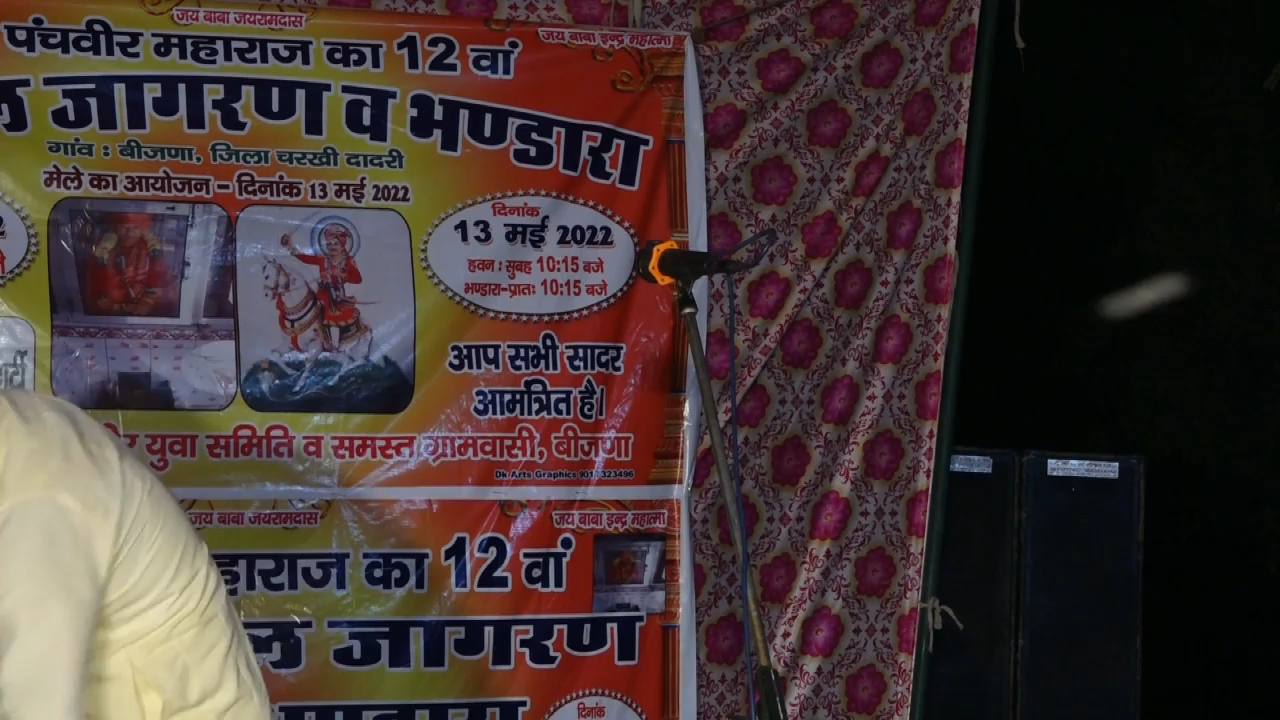 जय बाबा जयरामदास
जय बाबा इन्द्र महात्मा
पंचवीर महाराज का 12 वां
जागरण व भण्डारा
गांव : बीजणा, जिला चरखी दादरी
मेले का आयोजन - दिनांक 13 मई 2022
दिनांक
13 मई 2022
हवन : सुबह 10:15 बजे
भण्डारा-प्रातः 10:15 बजे
आप सभी सादर
आमंत्रित है।
युवा समिति व समस्त ग्रामवासी, बीजणा
Dk Arts Graphics
जय बाबा जयरामदास
जय बाबा इन्द्र महात्मा
का 12 वां
जागरण
दिनांक